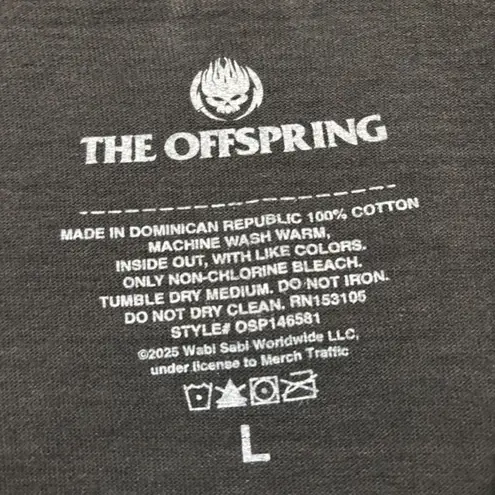 THE OFFSPRING
MADE IN DOMINICAN REPUBLIC 100% COTTON
MACHINE WASH WARM,
INSIDE OUT, WITH LIKE COLORS.
ONLY NON-CHLORINE BLEACH.
TUMBLE DRY MEDIUM. DO NOT IRON.
DO NOT DRY CLEAN. RN153105
STYLE# OSP146581
©2025 Wabi Sabi Worldwide LLC,
under license to Merch Traffic
L